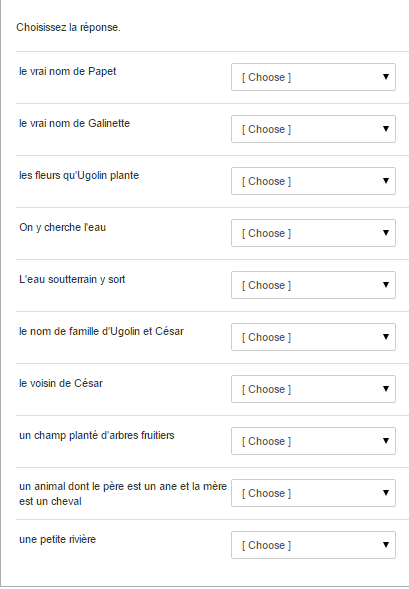 Choisissez la réponse.
le vrai nom de Papet
[ Choose ]
le vrai nom de Galinette
[ Choose ]
les fleurs qu'Ugolin plante
[ Choose ]
On y cherche l'eau
[ Choose ]
L'eau soutterrain y sort
[ Choose ]
le nom de famille d'Ugolin et César
[ Choose ]
le voisin de César
[ Choose ]
un champ planté d'arbres fruitiers
[ Choose ]
un animal dont le père est un ane et la mère
est un cheval
[ Choose ]
une petite rivière
[ Choose ]